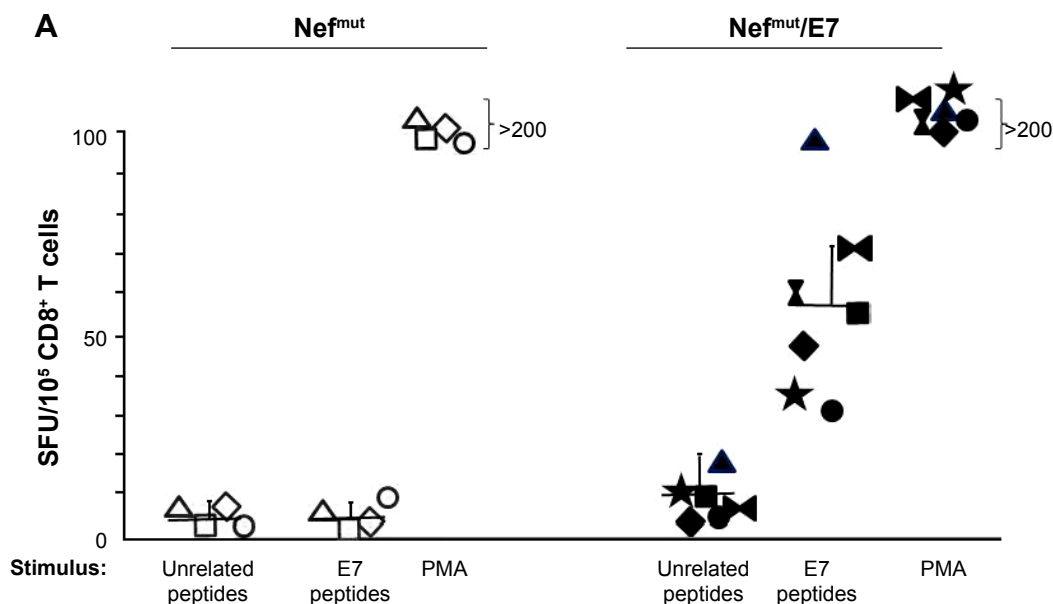 A
Nefᵐᵘᵗ
Nefᵐᵘᵗ/E7
SFU/10⁵ CD8⁺ T cells
100
50
0
>200
>200
Stimulus:
Unrelated
peptides
E7
peptides
PMA
Unrelated
peptides
E7
peptides
PMA